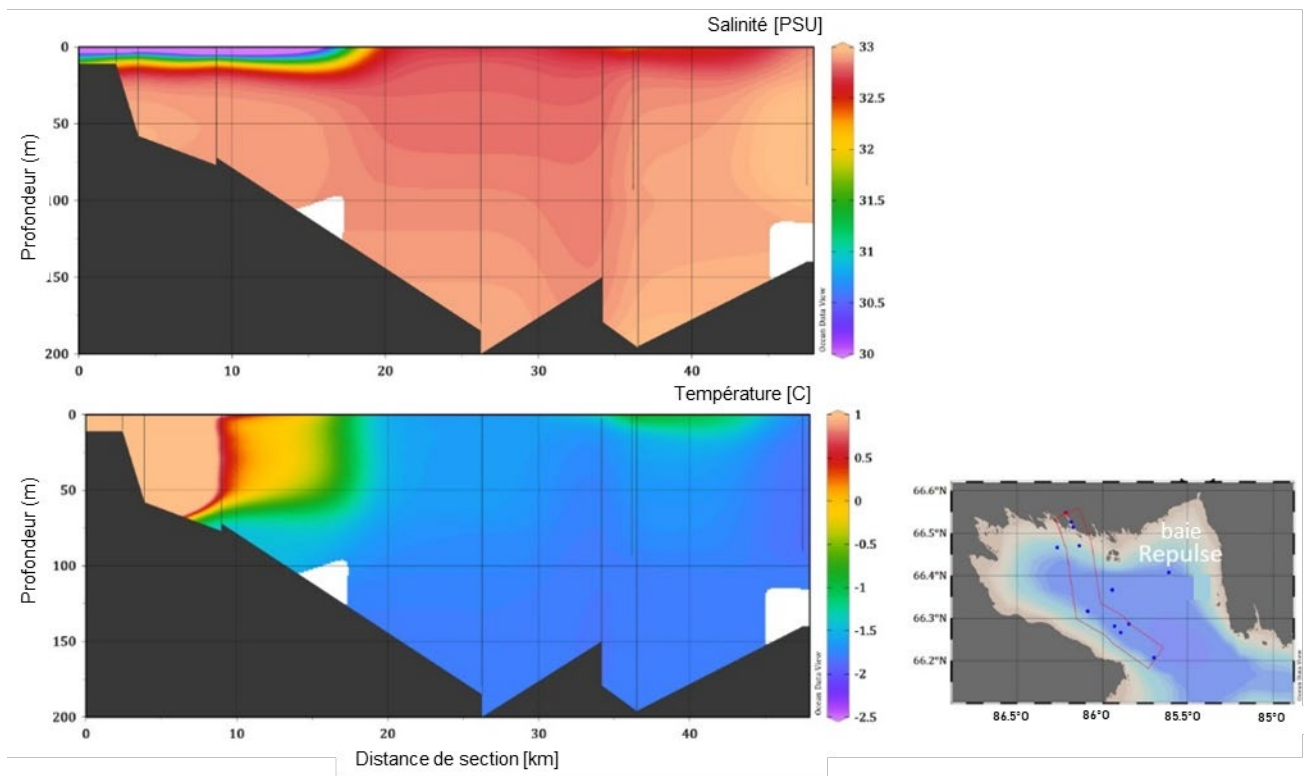 Salinité [PSU]
0
50
100
150
200
Profondeur (m)
0 10 20 30 40
33
32.5
32
31.5
31
30.5
30
Ocean Data View
Température [C]
0
50
100
150
200
Profondeur (m)
0 10 20 30 40
1
0.5
0
-0.5
-1
-1.5
-2
-2.5
Ocean Data View
Distance de section [km]
66.6°N
66.5°N
66.4°N
66.3°N
66.2°N
baie
Repulse
86.5°O 86°O 85.5°O 85°O
Ocean Data View